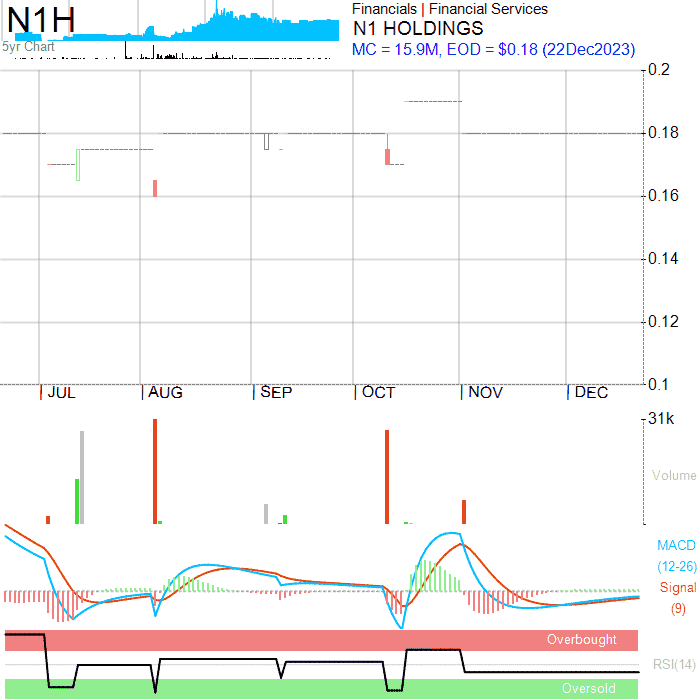 N1H
5yr Chart
Financials | Financial Services
N1 HOLDINGS
MC = 15.9M, EOD = $0.18 (22Dec2023)
0.2
0.18
0.16
0.14
0.12
0.1
JUL AUG SEP OCT NOV DEC
31k
Volume
MACD
(12-26)
Signal
(9)
Overbought
RSI(14)
Oversold